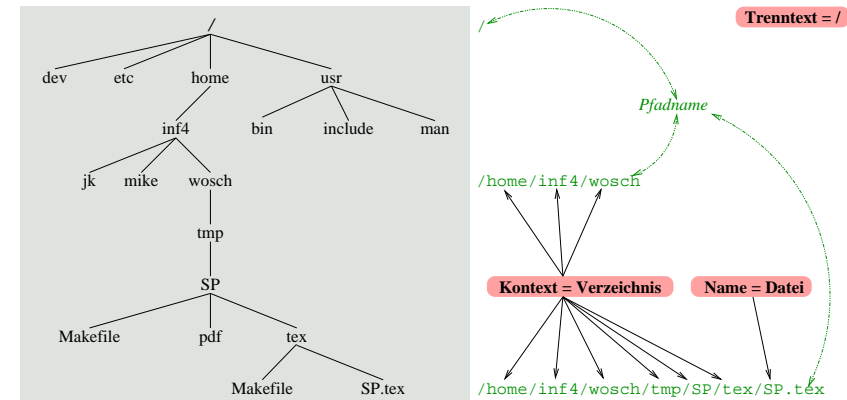 /
dev etc home usr
inf4 bin include man
jk mike wosch
tmp
SP
Makefile pdf tex
Makefile SP.tex
Trenntext = /
/
Pfadname
/home/inf4/wosch
Kontext = Verzeichnis Name = Datei
/home/inf4/wosch/tmp/SP/tex/SP.tex